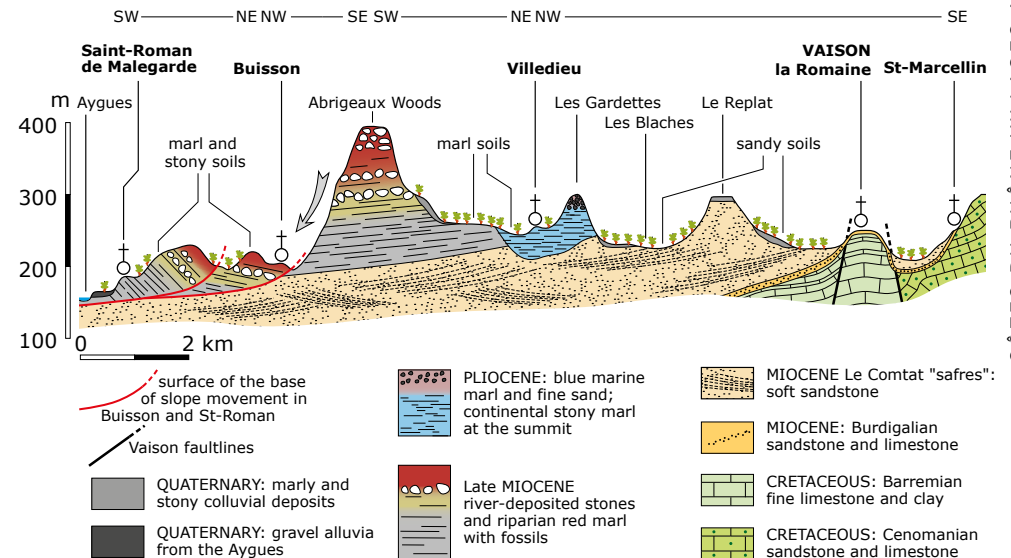 SW NE NW SE SW NE NW SE
Saint-Roman
de Malegarde
Buisson
Villedieu
VAISON
la Romaine
St-Marcellin
m
Aygues
Abrigeaux Woods
Les Gardettes
Le Replat
Les Blaches
marl and
stony soils
marl soils
sandy soils
400
300
200
100
0 2 km
surface of the base
of slope movement in
Buisson and St-Roman
Vaison faultlines
QUATERNARY: marly and
stony colluvial deposits
QUATERNARY: gravel alluvia
from the Aygues
PLIOCENE: blue marine
marl and fine sand;
continental stony marl
at the summit
Late MIOCENE
river-deposited stones
and riparian red marl
with fossils
MIOCENE Le Comtat "safres":
soft sandstone
MIOCENE: Burdigalian
sandstone and limestone
CRETACEOUS: Barremian
fine limestone and clay
CRETACEOUS: Cenomanian
sandstone and limestone